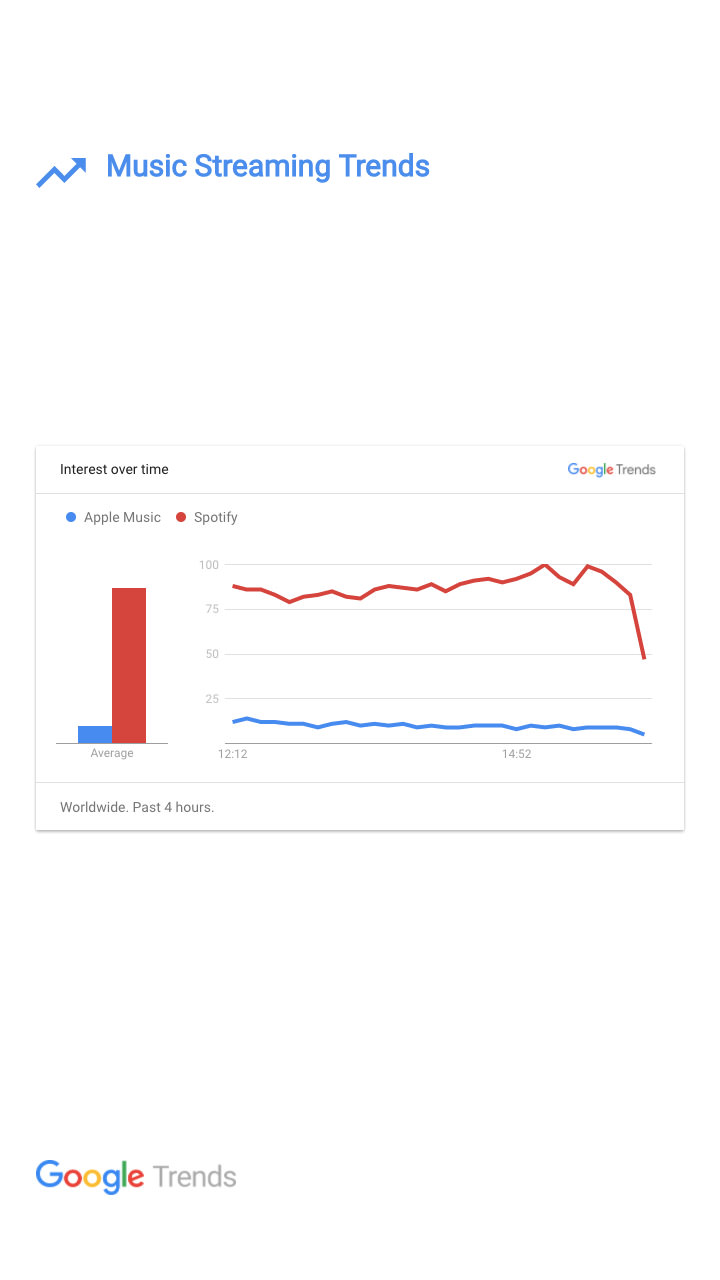 Music Streaming Trends
Interest over time
Google Trends
Apple Music
Spotify
100
75
50
25
Average
12:12
14:52
Worldwide. Past 4 hours.
Google Trends